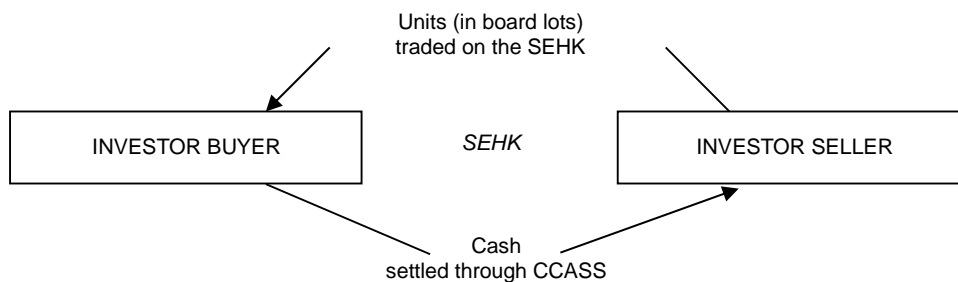 Units (in board lots)
traded on the SEHK
INVESTOR BUYER
SEHK
INVESTOR SELLER
Cash
settled through CCASS